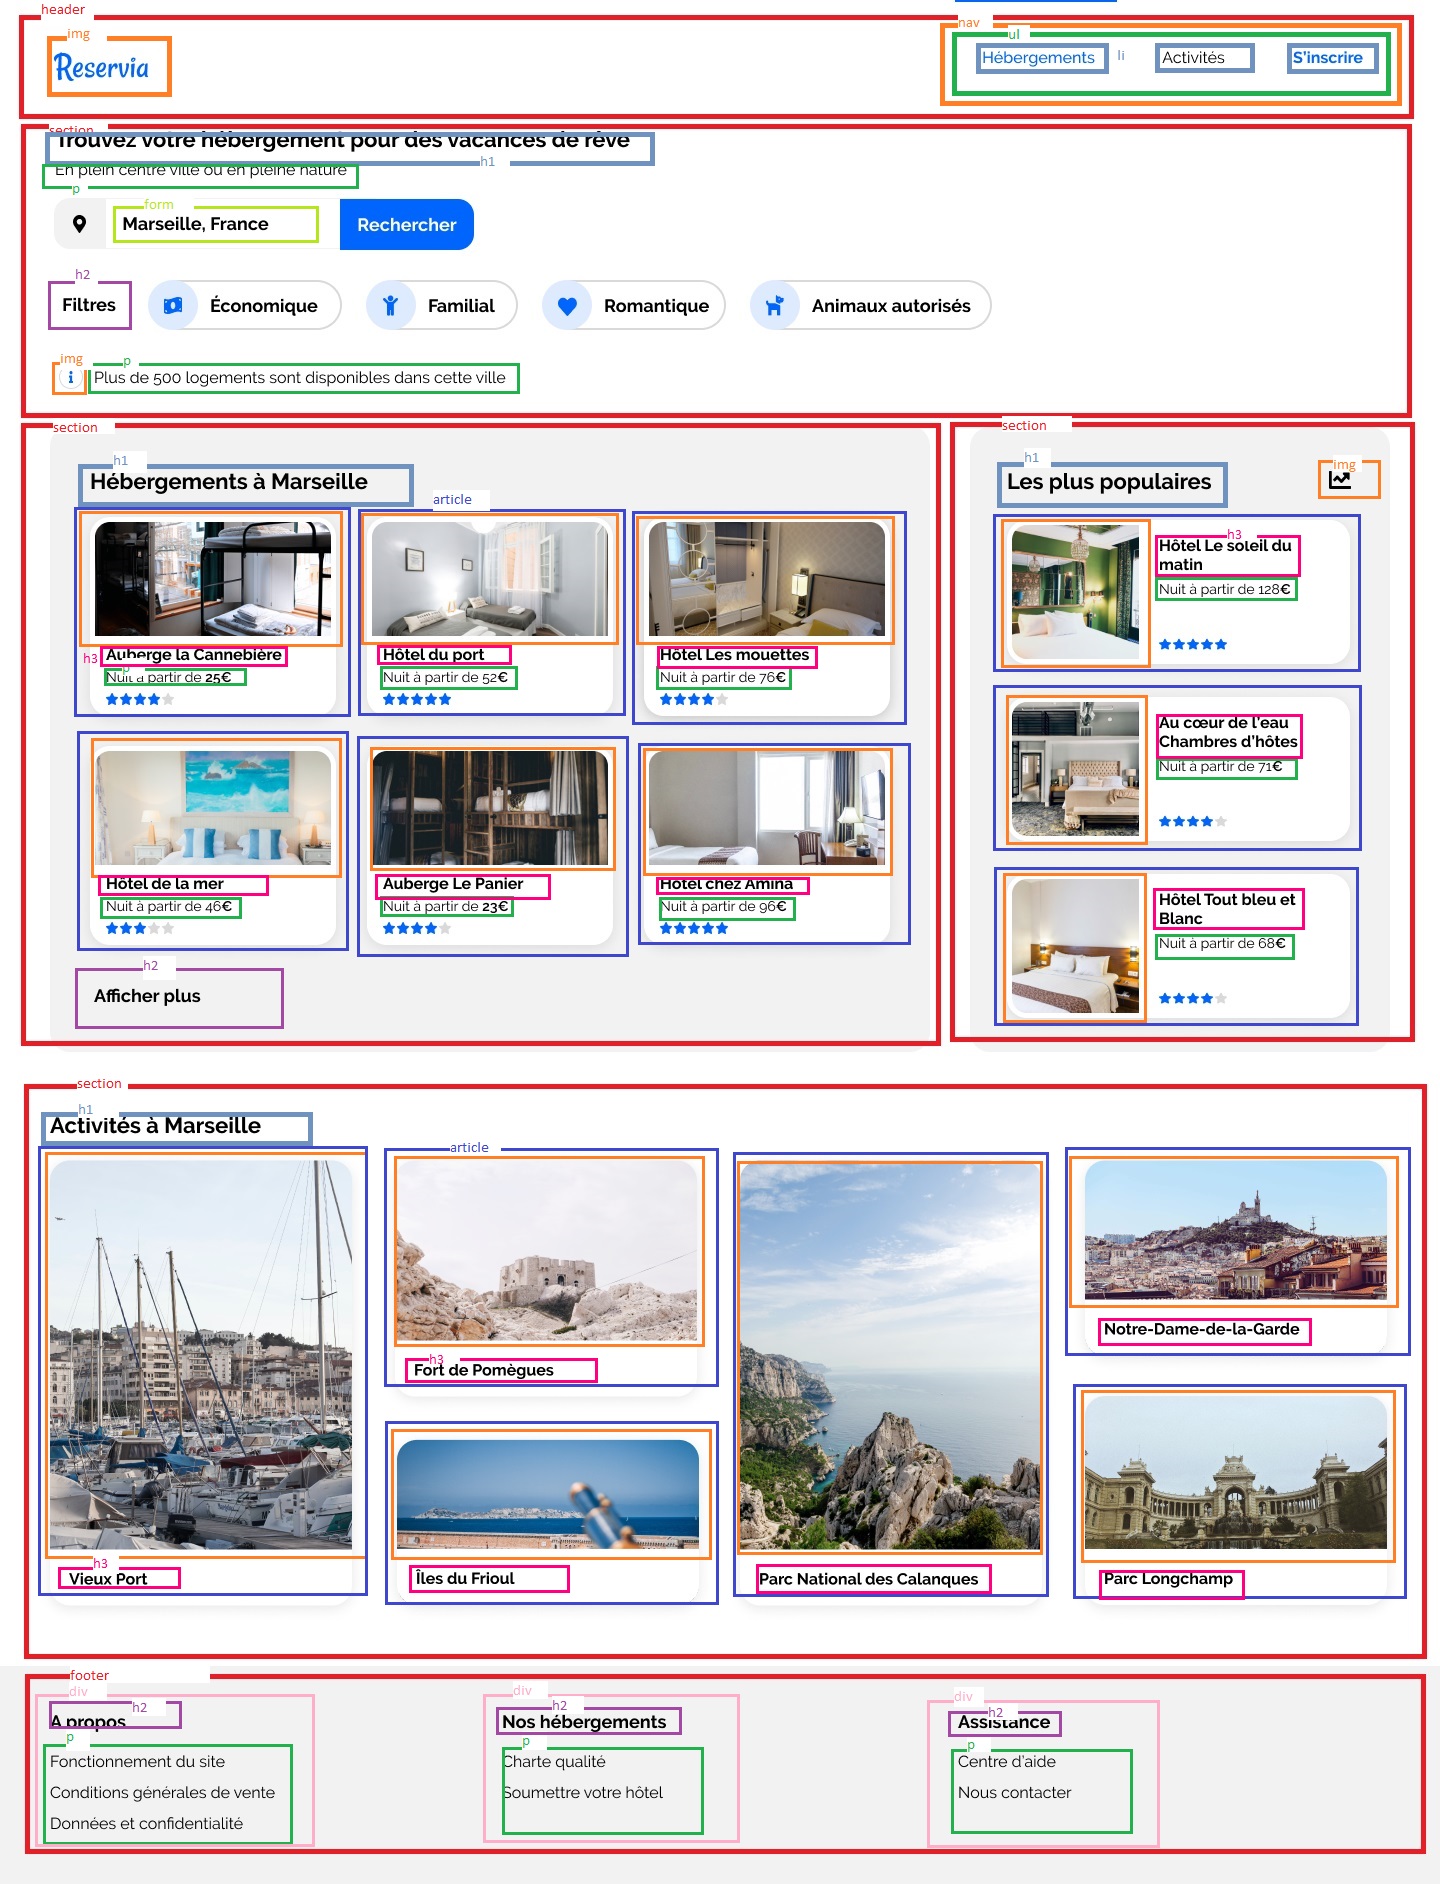 header
img
Reservia
nav
ul
Hébergements
li
Activités
S'inscrire
section
Trouvez votre hébergement pour des vacances de rêve
h1
En plein centre ville ou en pleine nature
p
form
Marseille, France
Rechercher
h2
Filtres
Économique
Familial
Romantique
Animaux autorisés
img
p
Plus de 500 logements sont disponibles dans cette ville
section
h1
Hébergements à Marseille
article
h3
Auberge la Cannebière
p
Nuit à partir de 25€
Hôtel du port
Nuit à partir de 52€
Hôtel Les mouettes
Nuit à partir de 76€
Hôtel de la mer
Nuit à partir de 46€
Auberge Le Panier
Nuit à partir de 23€
Hôtel chez Amina
Nuit à partir de 96€
h2
Afficher plus
section
h1
Les plus populaires
img
h3
Hôtel Le soleil du
matin
Nuit à partir de 128€
Au cœur de l'eau
Chambres d'hôtes
Nuit à partir de 71€
Hôtel Tout bleu et
Blanc
Nuit à partir de 68€
section
h1
Activités à Marseille
article
h3
Vieux Port
h3
Fort de Pomègues
Îles du Frioul
Parc National des Calanques
Notre-Dame-de-la-Garde
Parc Longchamp
footer
div
h2
A propos
p
Fonctionnement du site
Conditions générales de vente
Données et confidentialité
div
h2
Nos hébergements
p
Charte qualité
Soumettre votre hôtel
div
h2
Assistance
p
Centre d'aide
Nous contacter